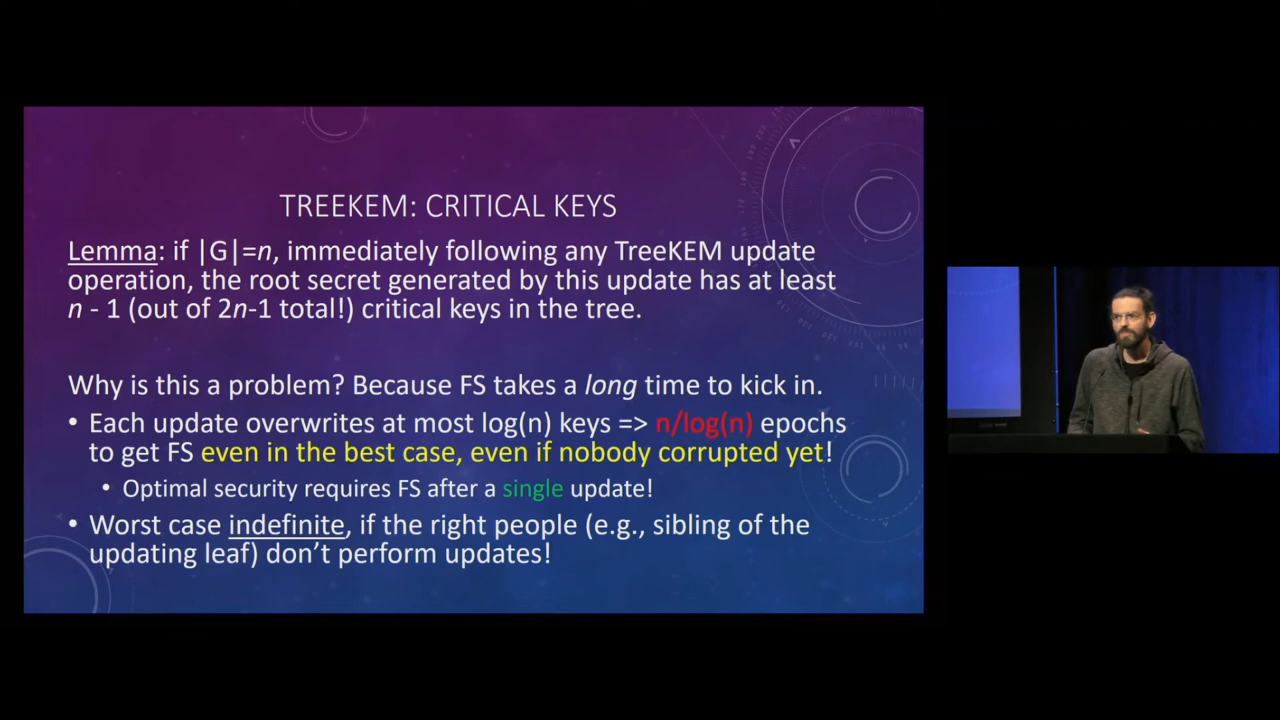 TREEKEM: CRITICAL KEYS
Lemma: if |G|=n, immediately following any TreeKEM update
operation, the root secret generated by this update has at least
n - 1 (out of 2n-1 total!) critical keys in the tree.
Why is this a problem? Because FS takes a long time to kick in.
• Each update overwrites at most log(n) keys => n/log(n) epochs
to get FS even in the best case, even if nobody corrupted yet!
• Optimal security requires FS after a single update!
• Worst case indefinite, if the right people (e.g., sibling of the
updating leaf) don’t perform updates!